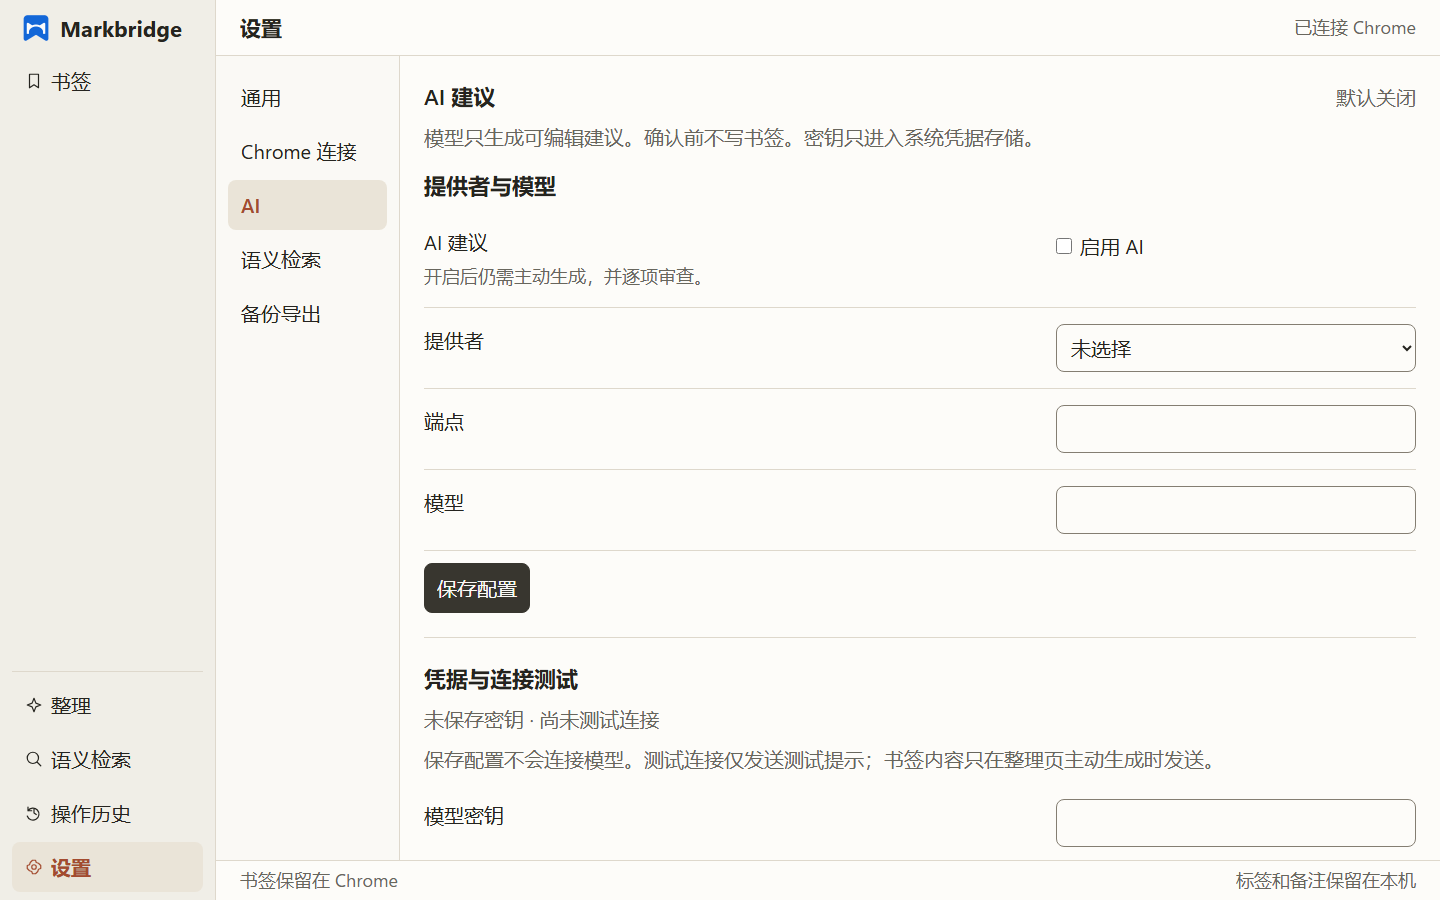 Markbridge
书签
整理
语义检索
操作历史
设置
设置
已连接 Chrome
通用
Chrome 连接
AI
语义检索
备份导出
AI 建议
默认关闭
模型只生成可编辑建议。确认前不写书签。密钥只进入系统凭据存储。
提供者与模型
AI 建议
启用 AI
开启后仍需主动生成，并逐项审查。
提供者
未选择
端点
模型
保存配置
凭据与连接测试
未保存密钥 · 尚未测试连接
保存配置不会连接模型。测试连接仅发送测试提示；书签内容只在整理页主动生成时发送。
模型密钥
书签保留在 Chrome
标签和备注保留在本机